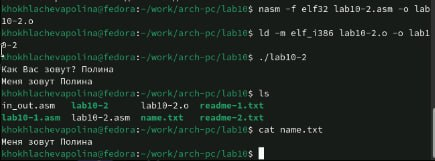 khokhlachevapolina@fedora:~/work/arch-pc/lab10$ nasm -f elf32 lab10-2.asm -o lab
10-2.o
khokhlachevapolina@fedora:~/work/arch-pc/lab10$ ld -m elf_i386 lab10-2.o -o lab1
0-2
khokhlachevapolina@fedora:~/work/arch-pc/lab10$ ./lab10-2
Как Вас зовут? Полина
Меня зовут Полина
khokhlachevapolina@fedora:~/work/arch-pc/lab10$ ls
in_out.asm lab10-2 lab10-2.o readme-1.txt
lab10-1.asm lab10-2.asm name.txt readme-2.txt
khokhlachevapolina@fedora:~/work/arch-pc/lab10$ cat name.txt
Меня зовут Полина
khokhlachevapolina@fedora:~/work/arch-pc/lab10$